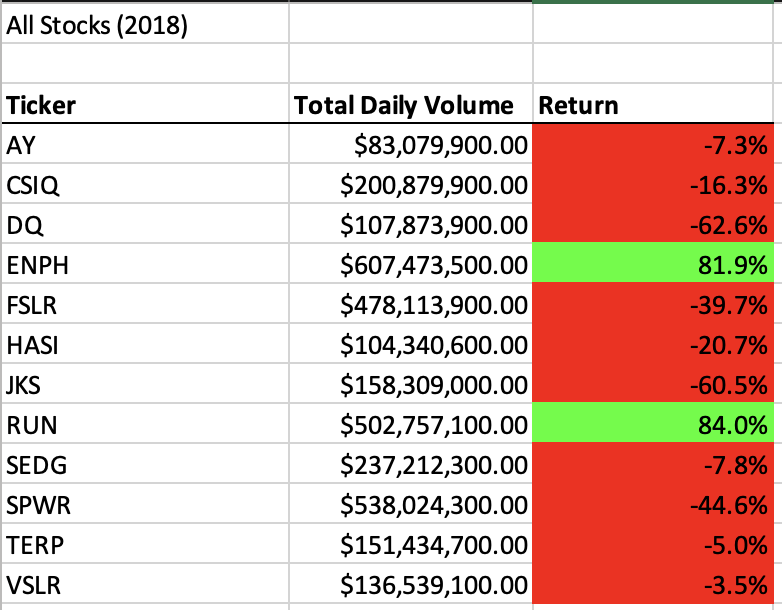 All Stocks (2018)
Ticker Total Daily Volume Return
AY $83,079,900.00 -7.3%
CSIQ $200,879,900.00 -16.3%
DQ $107,873,900.00 -62.6%
ENPH $607,473,500.00 81.9%
FSLR $478,113,900.00 -39.7%
HASI $104,340,600.00 -20.7%
JKS $158,309,000.00 -60.5%
RUN $502,757,100.00 84.0%
SEDG $237,212,300.00 -7.8%
SPWR $538,024,300.00 -44.6%
TERP $151,434,700.00 -5.0%
VSLR $136,539,100.00 -3.5%